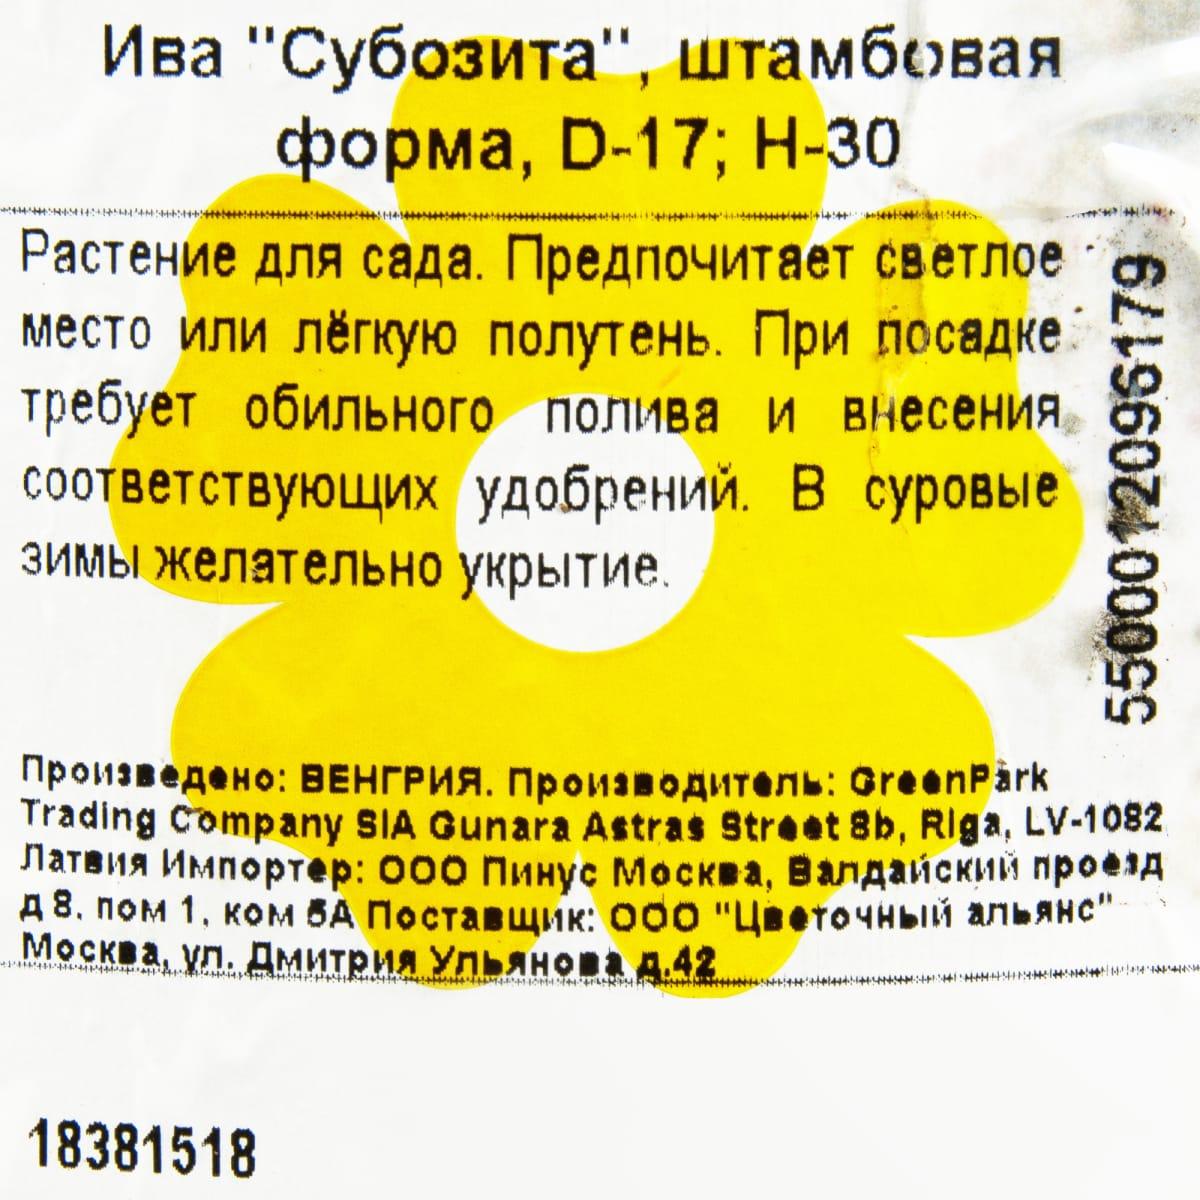 Ива "Субозита", штамбовая
форма, D-17; H-30
Растение для сада. Предпочитает светлое
место или лёгкую полутень. При посадке
требует обильного полива и внесения
соответствующих удобрений. В суровые
зимы желательно укрытие.
5500012096179
Произведено: ВЕНГРИЯ. Производитель: GreenPark
Trading Company SIA Gunara Astras Street 8b, Riga, LV-1082
Латвия Импортер: ООО Пинус Москва, Валдайский проезд
д 8, пом 1, ком 5А Поставщик: ООО "Цветочный альянс"
Москва, ул. Дмитрия Ульянова д.42
18381518